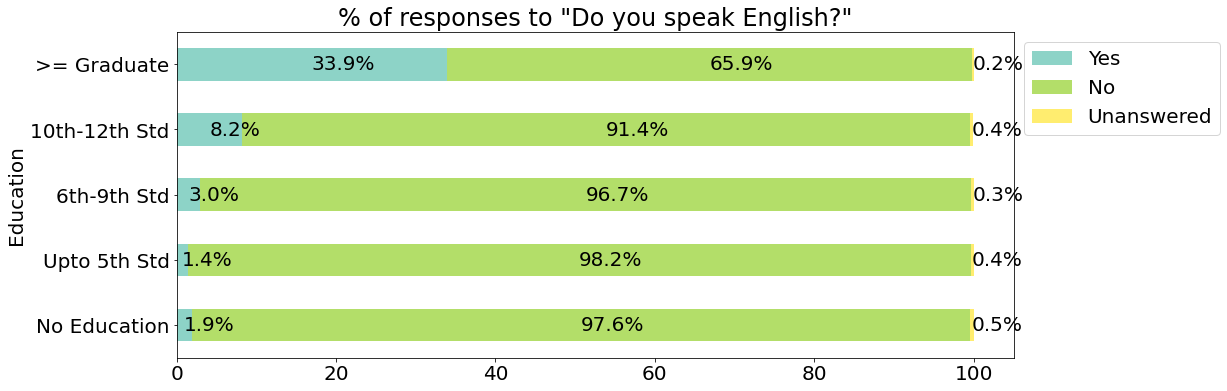 % of responses to "Do you speak English?"
Education
>= Graduate
33.9%
65.9%
0.2%
10th-12th Std
8.2%
91.4%
0.4%
6th-9th Std
3.0%
96.7%
0.3%
Upto 5th Std
1.4%
98.2%
0.4%
No Education
1.9%
97.6%
0.5%
0
20
40
60
80
100
Yes
No
Unanswered